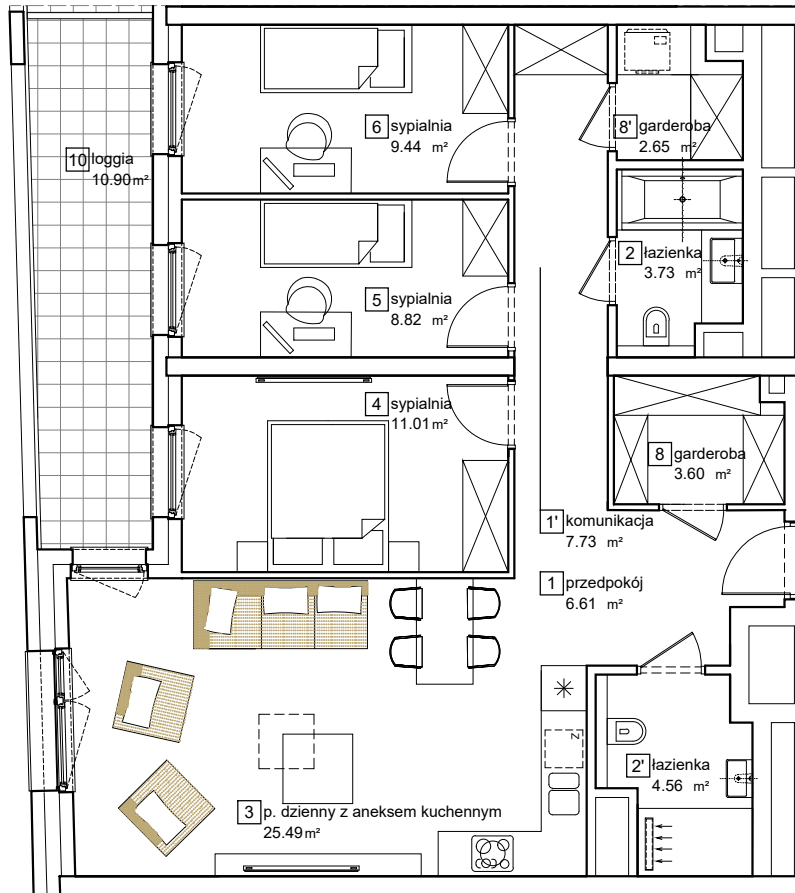 6 sypialnia
9.44 m²
8' garderoba
2.65 m²
10 loggia
10.90 m²
2 łazienka
3.73 m²
5 sypialnia
8.82 m²
4 sypialnia
11.01 m²
8 garderoba
3.60 m²
1' komunikacja
7.73 m²
1 przedpokój
6.61 m²
Z
2' łazienka
4.56 m²
3 p. dzienny z aneksem kuchennym
25.49 m²